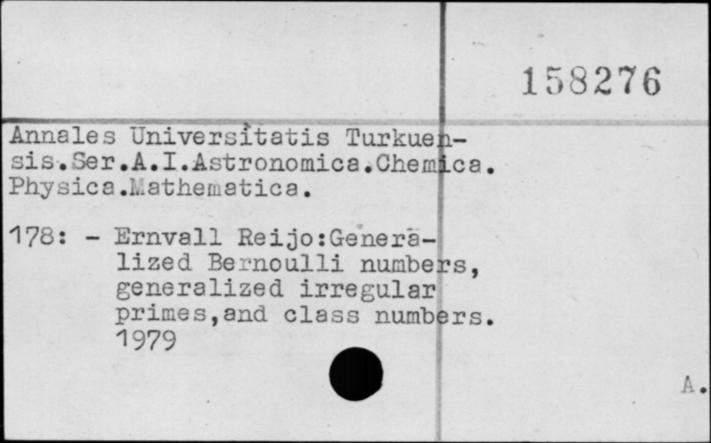 158276
Annales Universitatis Turkuen-
sis.Ser.A.I.Astronomica.Chemica.
Physica.Mathematica.
178: - Ernvall Reijo:Genera-
lized Bernoulli numbers,
generalized irregular
primes,and class numbers.
1979
A.